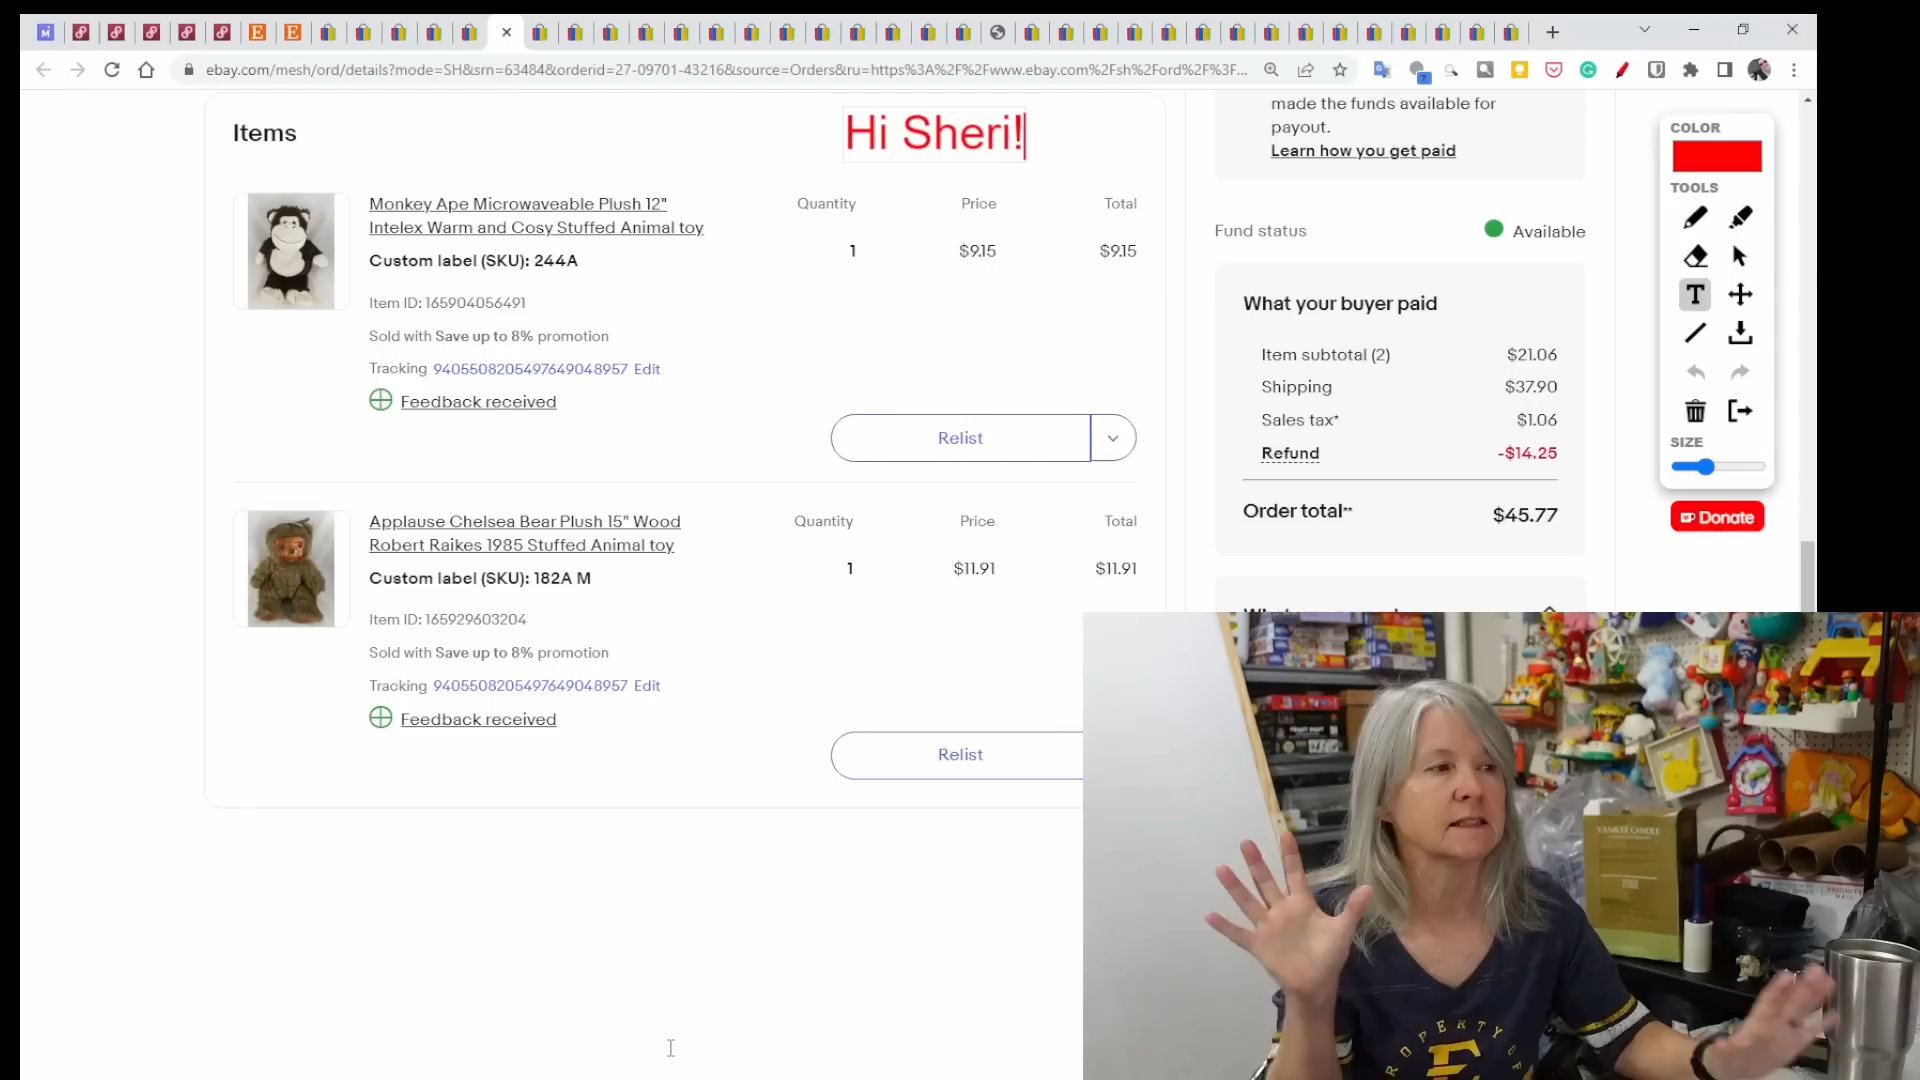 ebay.com/mesh/ord/details?mode=SH&srn=63484&orderid=27-09701-43216&source=Orders&ru=https%3A%2F%2Fwww.ebay.com%2Fsh%2Ford%2F%3F...
Items
Hi Sheri!
Monkey Ape Microwaveable Plush 12"
Intelex Warm and Cosy Stuffed Animal toy
Custom label (SKU): 244A
Item ID: 165904056491
Sold with Save up to 8% promotion
Tracking 9405508205497649048957 Edit
Feedback received
Quantity Price Total
1 $9.15 $9.15
Relist
Applause Chelsea Bear Plush 15" Wood
Robert Raikes 1985 Stuffed Animal toy
Custom label (SKU): 182A M
Item ID: 165929603204
Sold with Save up to 8% promotion
Tracking 9405508205497649048957 Edit
Feedback received
Quantity Price Total
1 $11.91 $11.91
Relist
made the funds available for
payout.
Learn how you get paid
Fund status Available
What your buyer paid
Item subtotal (2) $21.06
Shipping $37.90
Sales tax* $1.06
Refund -$14.25
Order total** $45.77
COLOR
TOOLS
T
SIZE
Donate
YANKEE CANDLE
PROPERTY OF